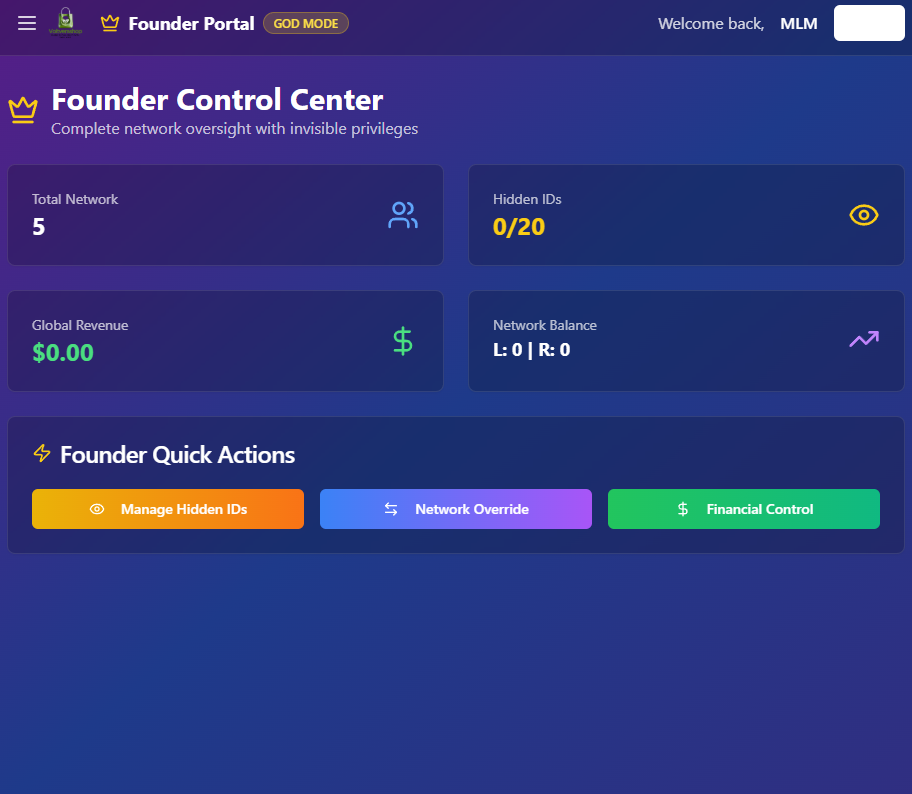 Founder Portal GOD MODE Welcome back, MLM
Founder Control Center
Complete network oversight with invisible privileges
Total Network
5
Hidden IDs
0/20
Global Revenue
$0.00
Network Balance
L: 0 | R: 0
Founder Quick Actions
Manage Hidden IDs
Network Override
Financial Control